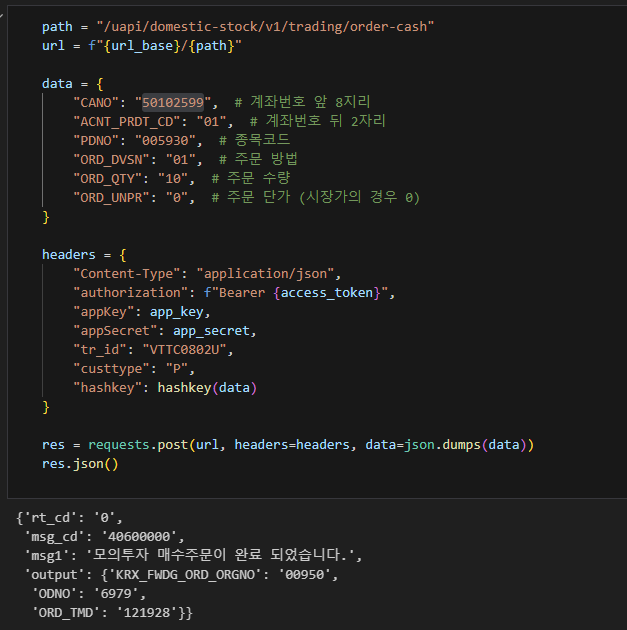 path = "/uapi/domestic-stock/v1/trading/order-cash"
url = f"{url_base}/{path}"
data = {
"CANO": "50102599", # 계좌번호 앞 8지리
"ACNT_PRDT_CD": "01", # 계좌번호 뒤 2자리
"PDNO": "005930", # 종목코드
"ORD_DVSN": "01", # 주문 방법
"ORD_QTY": "10", # 주문 수량
"ORD_UNPR": "0", # 주문 단가 (시장가의 경우 0)
}
headers = {
"Content-Type": "application/json",
"authorization": f"Bearer {access_token}",
"appKey": app_key,
"appSecret": app_secret,
"tr_id": "VTTC0802U",
"custtype": "P",
"hashkey": hashkey(data)
}
res = requests.post(url, headers=headers, data=json.dumps(data))
res.json()
{'rt_cd': '0',
'msg_cd': '40600000',
'msg1': '모의투자 매수주문이 완료 되었습니다.',
'output': {'KRX_FWDG_ORD_ORGNO': '00950',
'ODNO': '6979',
'ORD_TMD': '121928'}}